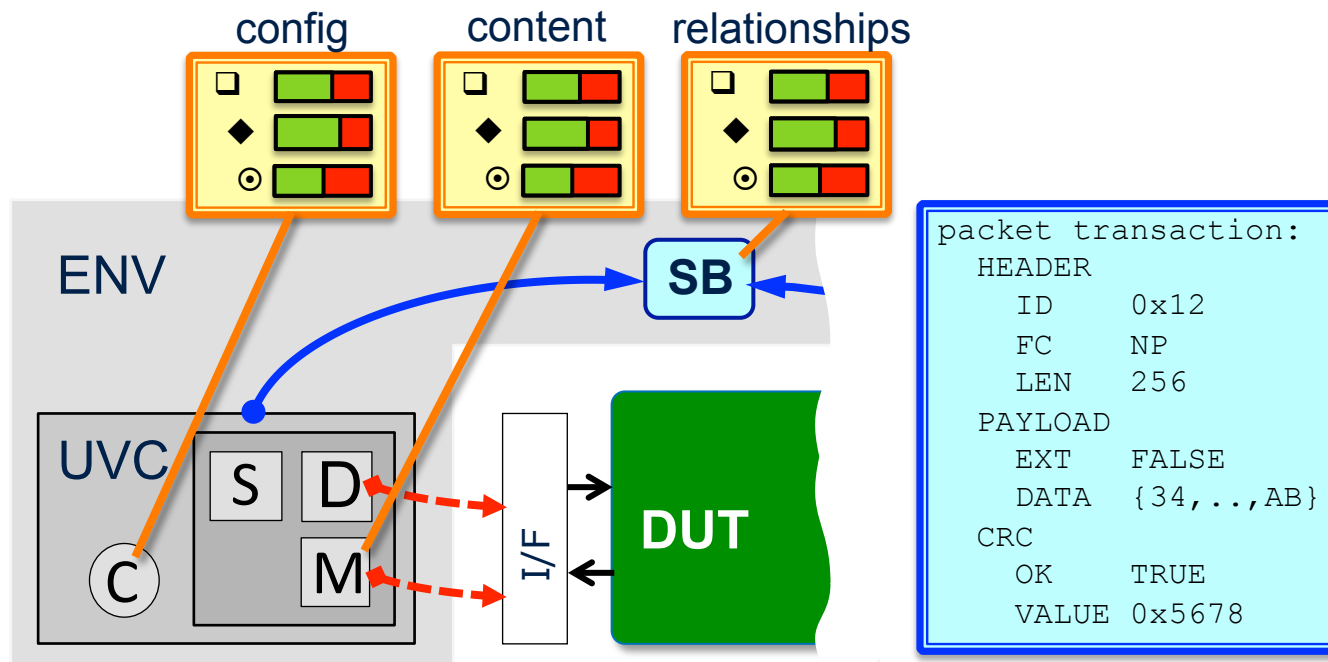 config
content
relationships
ENV
SB
UVC
S
D
M
C
I/F
DUT
packet transaction:
HEADER
ID 0x12
FC NP
LEN 256
PAYLOAD
EXT FALSE
DATA {34,..,AB}
CRC
OK TRUE
VALUE 0x5678